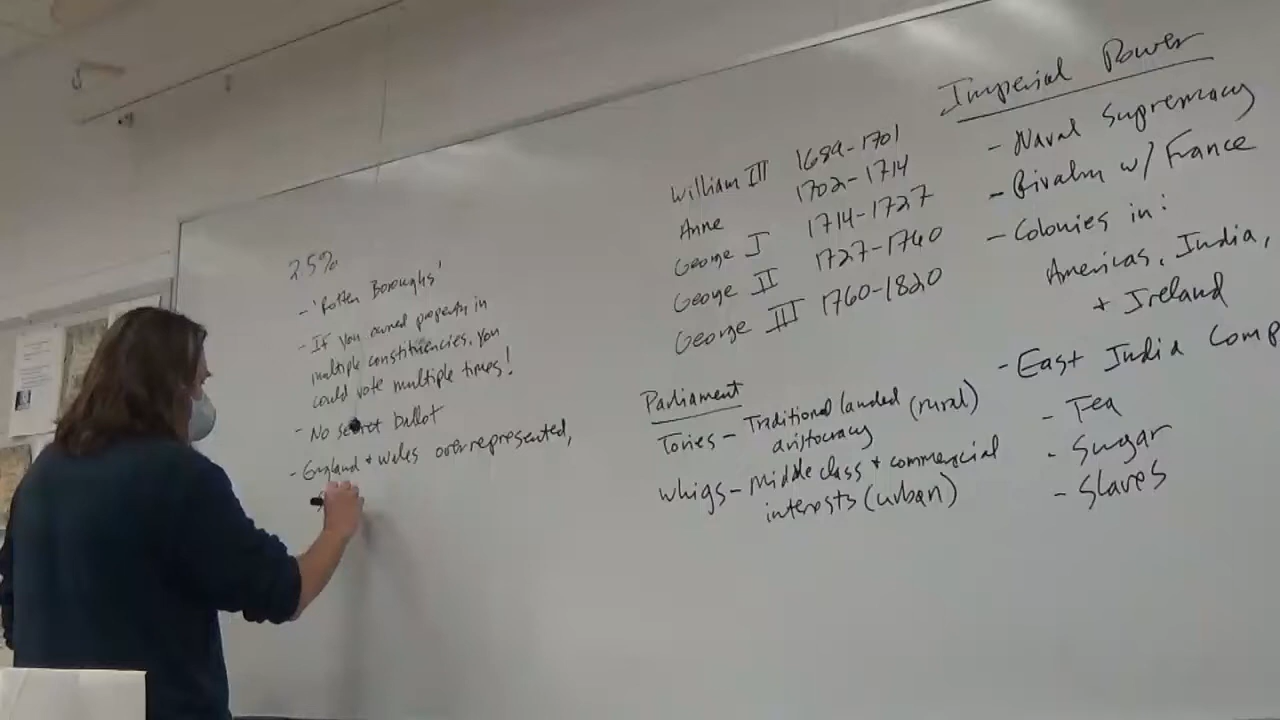 25%
- 'Rotten Boroughs'
- If you owned property in
multiple constituencies, you
could vote multiple times!
- No secret ballot
- England + Wales overrepresented,
William III 1689-1701
Anne 1702-1714
George I 1714-1727
George II 1727-1760
George III 1760-1820
Parliament
Tories - Traditional landed (rural)
aristocracy
Whigs - Middle class + commercial
interests (urban)
Imperial Power
- Naval Supremacy
- Rivalry w/ France
- Colonies in:
Americas, India,
+ Ireland
- East India Comp
- Tea
- Sugar
- Slaves